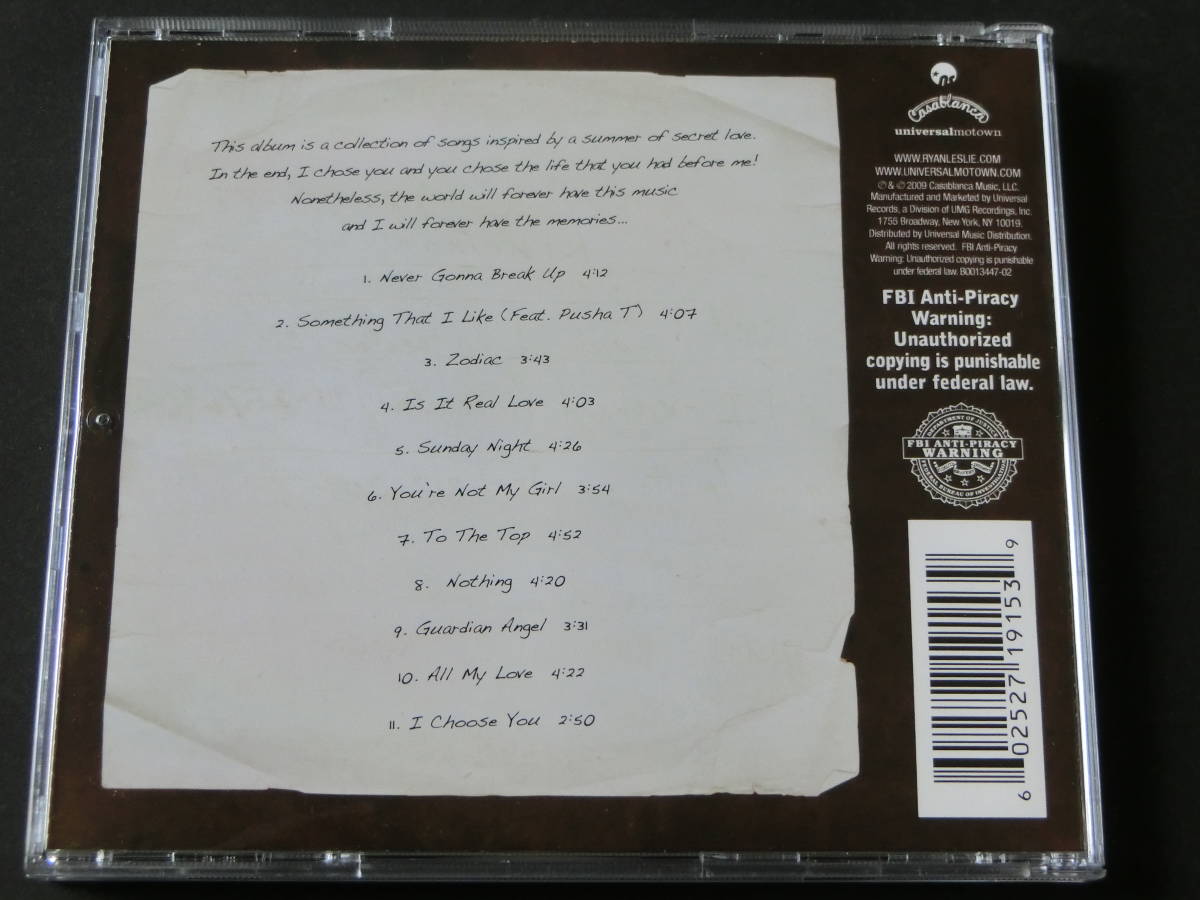 This album is a collection of songs inspired by a summer of secret love.
In the end, I chose you and you chose the life that you had before me!
Nonetheless, the world will forever have this music
and I will forever have the memories...
1. Never Gonna Break Up 4:12
2. Something That I Like (Feat. Pusha T) 4:07
3. Zodiac 3:43
4. Is It Real Love 4:03
5. Sunday Night 4:26
6. You're Not My Girl 3:54
7. To The Top 4:52
8. Nothing 4:20
9. Guardian Angel 3:31
10. All My Love 4:22
11. I Choose You 2:50
Casablanca
universalmotown
WWW.RYANLESLIE.COM
WWW.UNIVERSALMOTOWN.COM
℗ & © 2009 Casablanca Music, LLC.
Manufactured and Marketed by Universal
Records, a Division of UMG Recordings, Inc.
1755 Broadway, New York, NY 10019.
Distributed by Universal Music Distribution.
All rights reserved. FBI Anti-Piracy
Warning: Unauthorized copying is punishable
under federal law. B0013447-02
FBI Anti-Piracy
Warning:
Unauthorized
copying is punishable
under federal law.
DEPARTMENT OF JUSTICE
FBI ANTI-PIRACY
WARNING
FEDERAL BUREAU OF INVESTIGATION
6 02527 19153 9